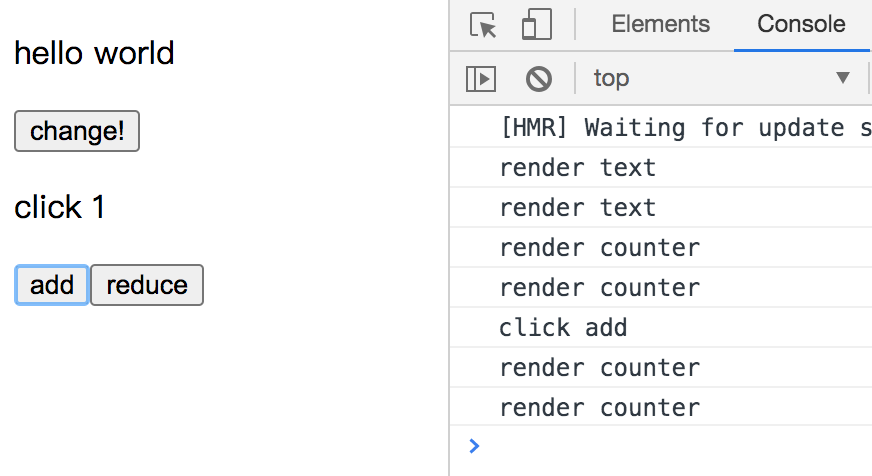 hello world
change!
click 1
add reduce
Elements Console
top
[HMR] Waiting for update s
render text
render text
render counter
render counter
click add
render counter
render counter